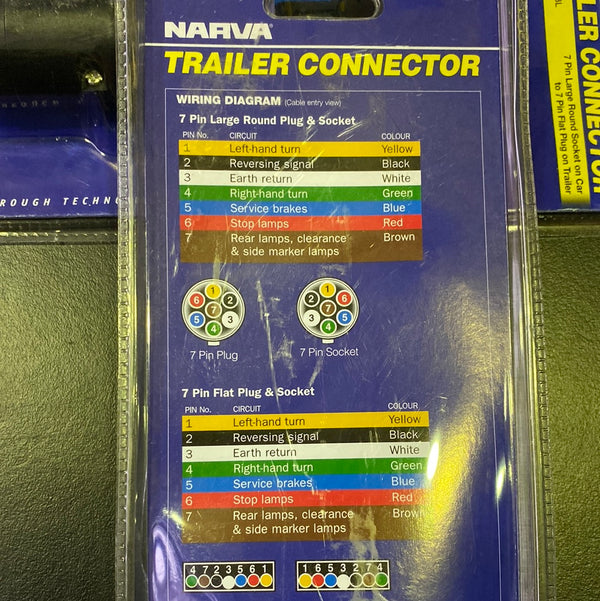 NARVA
TRAILER CONNECTOR
WIRING DIAGRAM (Cable entry view)
7 Pin Large Round Plug & Socket
PIN No. CIRCUIT COLOUR
1 Left-hand turn Yellow
2 Reversing signal Black
3 Earth return White
4 Right-hand turn Green
5 Service brakes Blue
6 Stop lamps Red
7 Rear lamps, clearance Brown
& side marker lamps
1
6 2
7
5 3
4
7 Pin Plug
1
2 6
7
3 5
4
7 Pin Socket
7 Pin Flat Plug & Socket
PIN No. CIRCUIT COLOUR
1 Left-hand turn Yellow
2 Reversing signal Black
3 Earth return White
4 Right-hand turn Green
5 Service brakes Blue
6 Stop lamps Red
7 Rear lamps, clearance Brown
& side marker lamps
4 7 2 3 5 6 1
1 6 5 3 2 7 4
ROUGH TECHN
LER CONNECTOR
7 Pin Large Round Socket on Car
to 7 Pin Flat Plug on Trailer